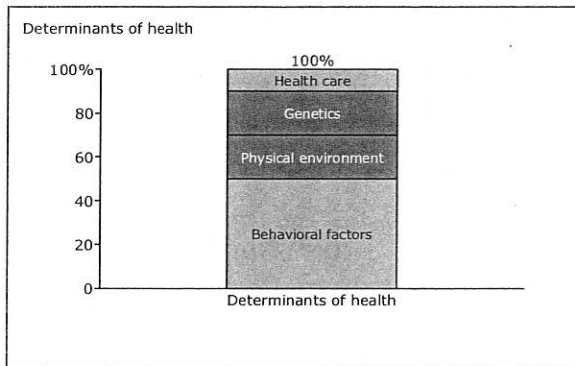 Determinants of health
100%
100%
Health care
80
Genetics
60
Physical environment
40
Behavioral factors
20
0
Determinants of health